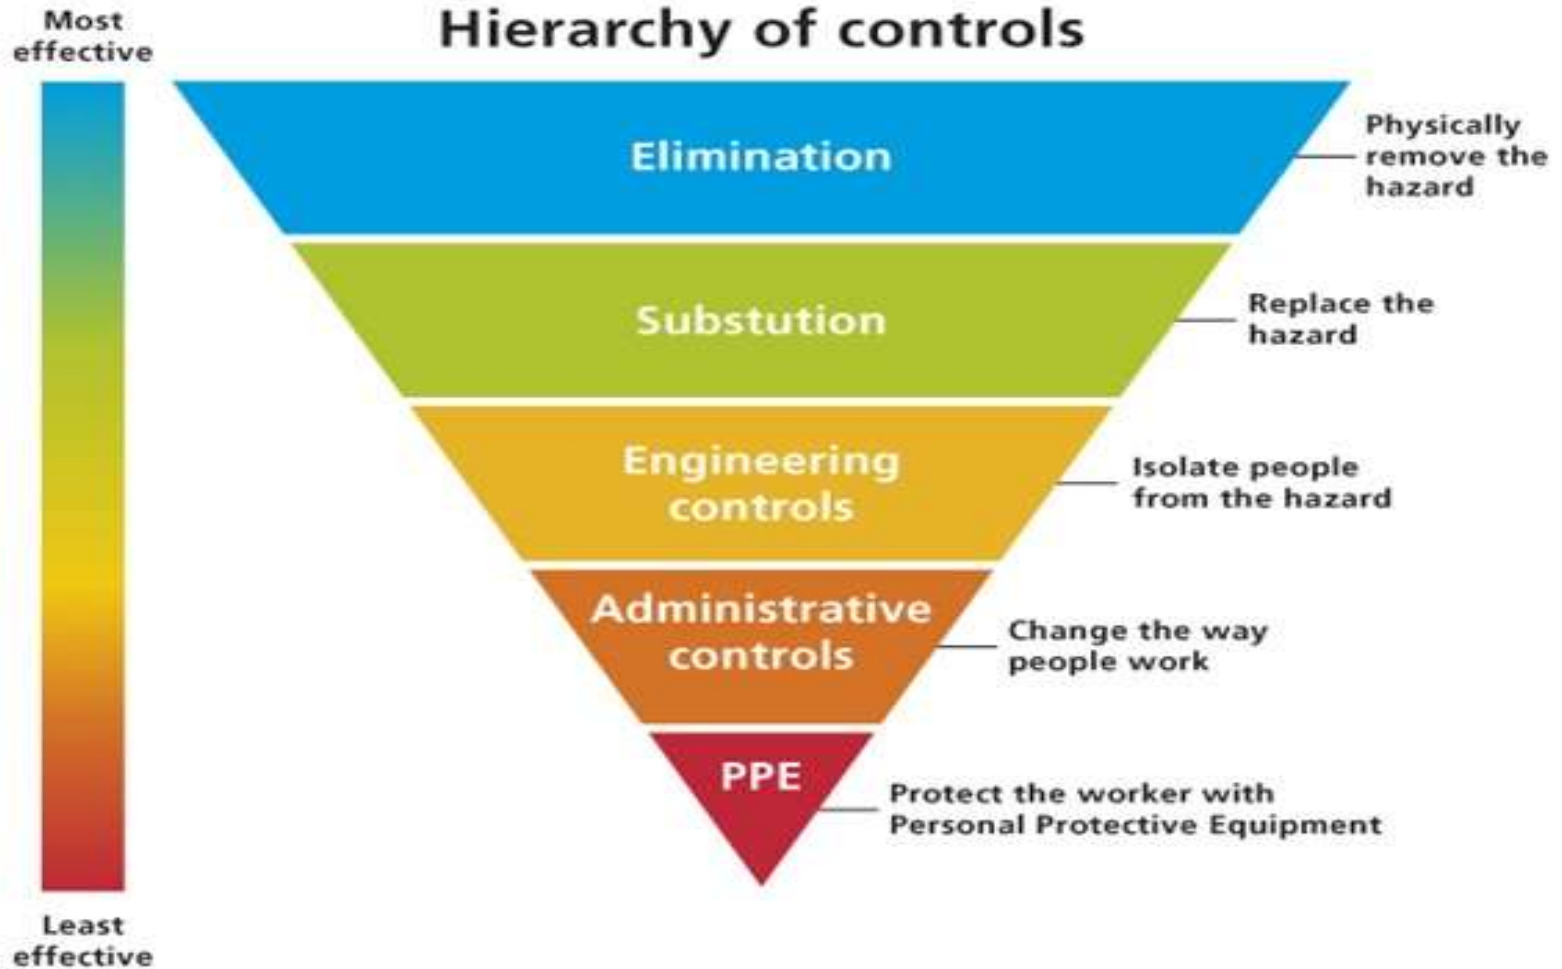 Hierarchy of controls
Most
effective
Elimination
Physically
remove the
hazard
Substution
Replace the
hazard
Engineering
controls
Isolate people
from the hazard
Administrative
controls
Change the way
people work
PPE
Protect the worker with
Personal Protective Equipment
Least
effective